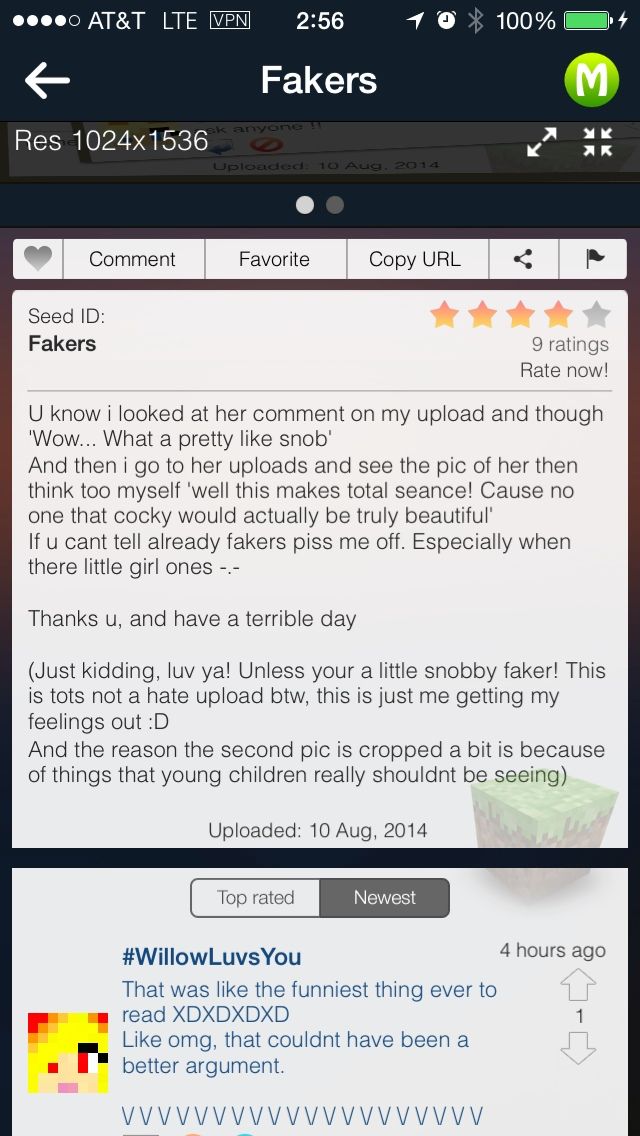 AT&T LTE VPN 2:56 100%
Fakers M
sk anyone !!
Res 1024x1536
Uploaded: 10 Aug, 2014
Comment Favorite Copy URL
Seed ID:
Fakers
9 ratings
Rate now!
U know i looked at her comment on my upload and though
'Wow... What a pretty like snob'
And then i go to her uploads and see the pic of her then
think too myself 'well this makes total seance! Cause no
one that cocky would actually be truly beautiful'
If u cant tell already fakers piss me off. Especially when
there little girl ones -.-
Thanks u, and have a terrible day
(Just kidding, luv ya! Unless your a little snobby faker! This
is tots not a hate upload btw, this is just me getting my
feelings out :D
And the reason the second pic is cropped a bit is because
of things that young children really shouldnt be seeing)
Uploaded: 10 Aug, 2014
Top rated Newest
#WillowLuvsYou 4 hours ago
That was like the funniest thing ever to
read XDXDXDXD
1
Like omg, that couldnt have been a
better argument.
\/\/\/\/\/\/\/\/\/\/\/\/\/\/\/\/\/\/\/\/